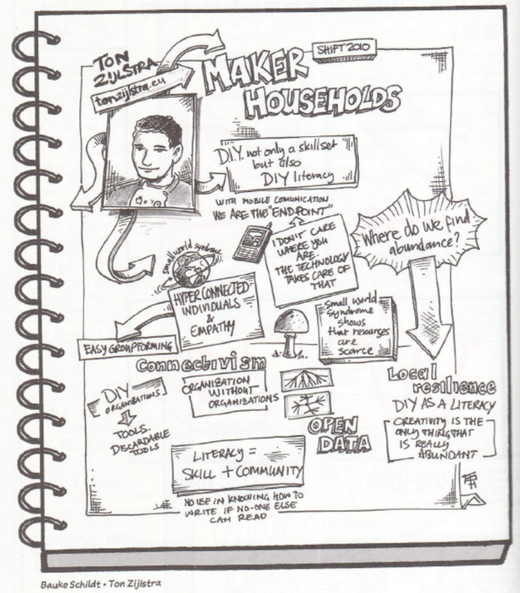 TON
ZIJLSTRA
tonzijlstra.eu
SHIFT 2010
MAKER
HOUSEHOLDS
D.I.Y. not only a skillset
but also
DIY literacy
WITH MOBILE COMUNICATION
WE ARE THE "ENDPOINT"
I DON'T CARE
WHERE YOU
ARE.
THE TECHNOLOGY
TAKES CARE OF
THAT
Where do we find
abundance?
small world syndrome
HYPERCONNECTED
INDIVIDUALS
&
EMPATHY
EASY GROUPFORMING
small world
syndrome
shows
that resourses
are
scarce
Connectivism
DIY
ORGANISATIONS
TOOLS.
DISCARDABLE
TOOLS
ORGANISATION
WITHOUT
ORGANISATIONS
OPEN
DATA
Local
resilience
DIY AS A LITERACY
CREATIVITY IS THE
ONLY THING THAT
IS REALLY
ABUNDANT
LITERACY =
SKILL + COMMUNITY
NO USE IN KNOWING HOW TO
WRITE IF NO-ONE ELSE
CAN READ
Bauke Schildt • Ton Zijlstra